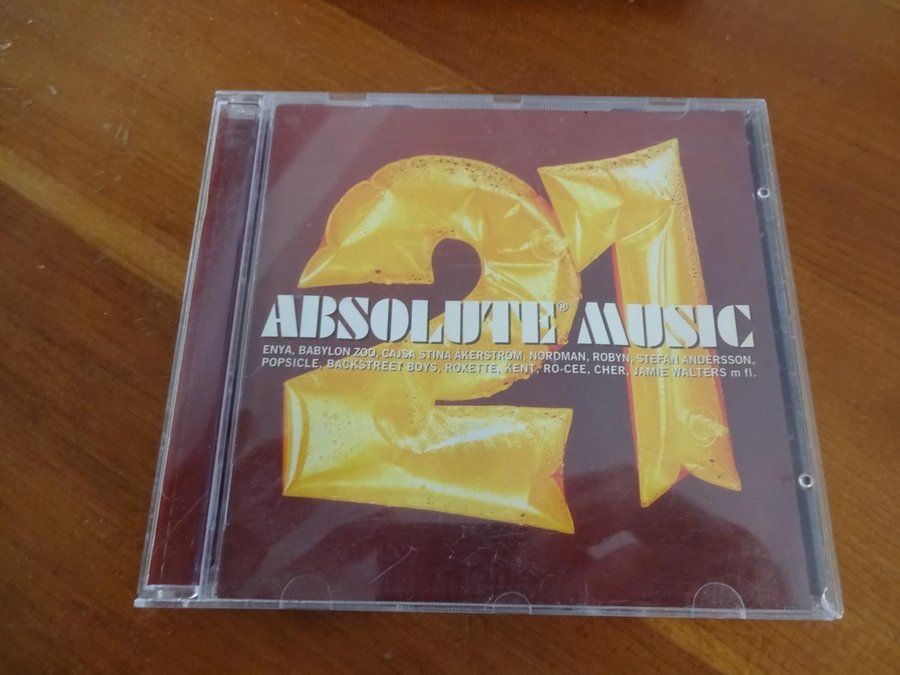 21
ABSOLUTE® MUSIC
ENYA, BABYLON ZOO, CAJSA STINA ÅKERSTRÖM, NORDMAN, ROBYN, STEFAN ANDERSSON,
POPSICLE, BACKSTREET BOYS, ROXETTE, KENT, RO-CEE, CHER, JAMIE WALTERS m fl.